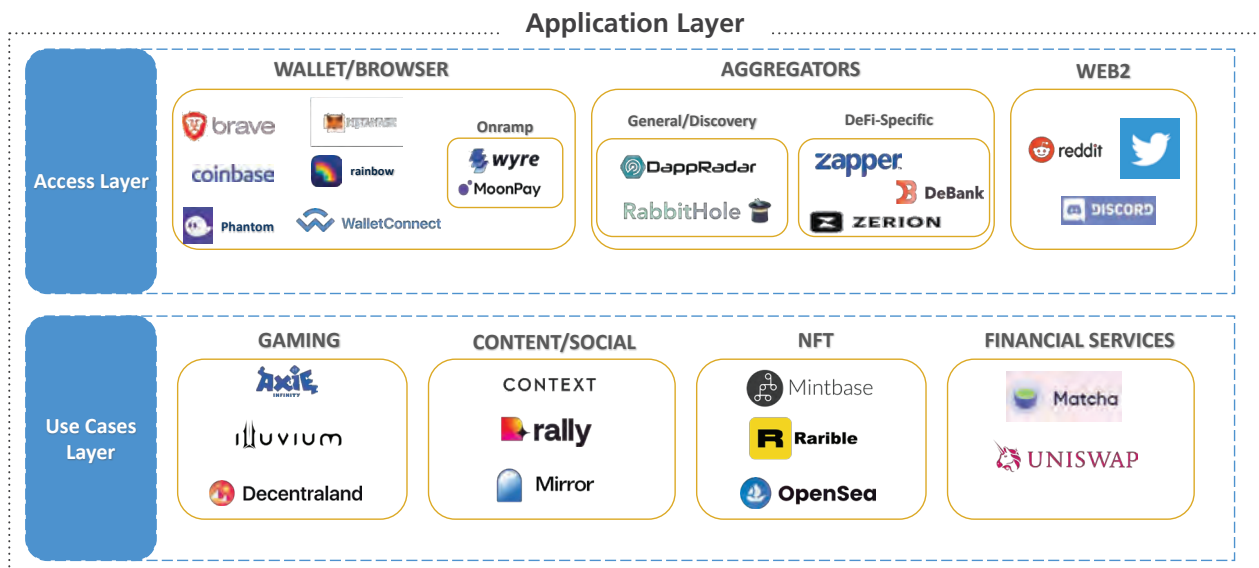 Application Layer
Access Layer
WALLET/BROWSER
brave
METAMASK
coinbase
rainbow
Phantom
WalletConnect
Onramp
wyre
MoonPay
AGGREGATORS
General/Discovery
DappRadar
RabbitHole
DeFi-Specific
zapper
DeBank
ZERION
WEB2
reddit
DISCORD
Use Cases
Layer
GAMING
AXIE
INFINITY
ILLUVIUM
Decentraland
CONTENT/SOCIAL
CONTEXT
rally
Mirror
NFT
Mintbase
R Rarible
OpenSea
FINANCIAL SERVICES
Matcha
UNISWAP